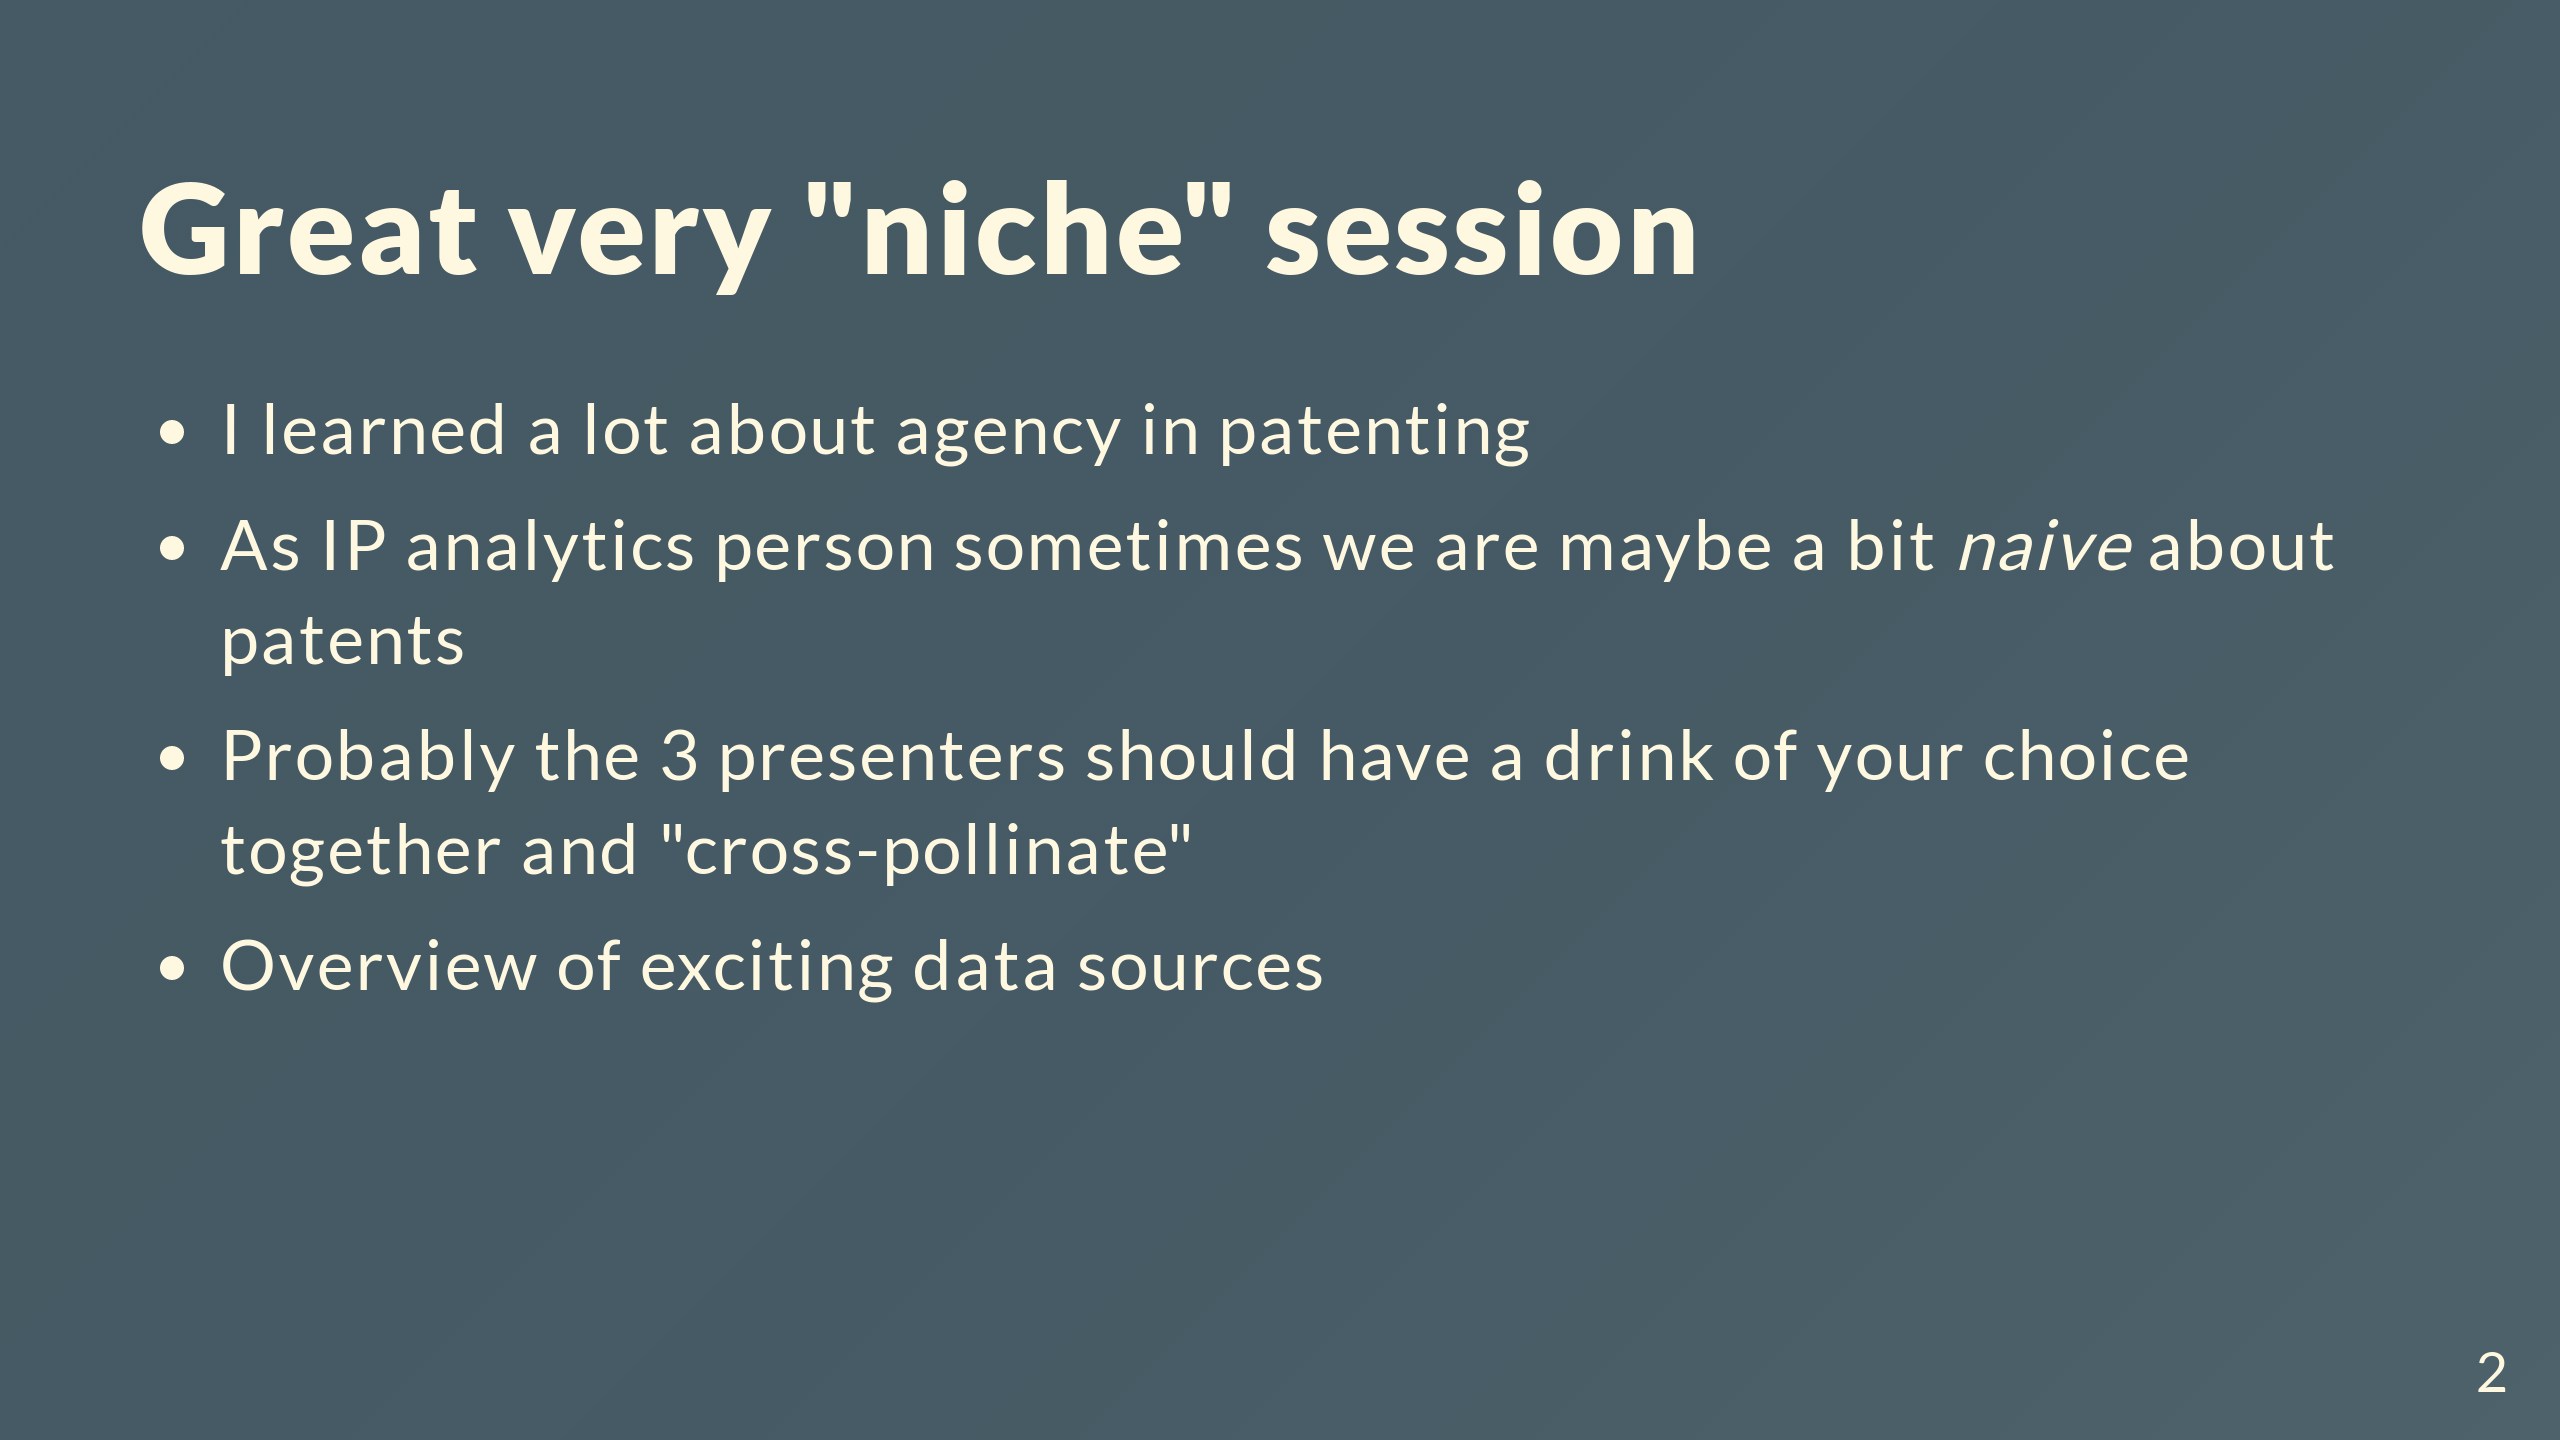 Great very "niche" session
• I learned a lot about agency in patenting
• As IP analytics person sometimes we are maybe a bit naive about
patents
• Probably the 3 presenters should have a drink of your choice
together and "cross-pollinate"
• Overview of exciting data sources
2